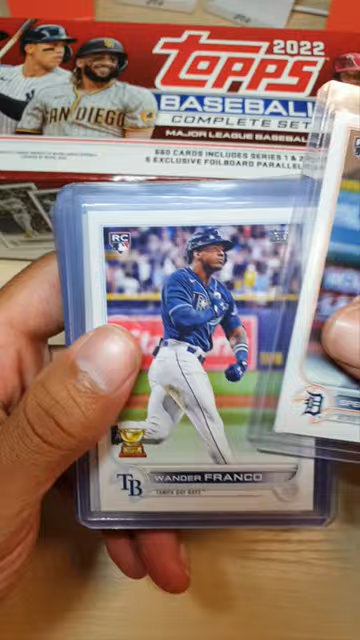 2022
TOPPS
BASEBALL
COMPLETE SET
MAJOR LEAGUE BASEBAL
660 CARDS INCLUDES SERIES 1 & 2
5 EXCLUSIVE FOILBOARD PARALLEL
SAN DIEGO
RC
TB
WANDER FRANCO
TAMPA BAY RAYS
D